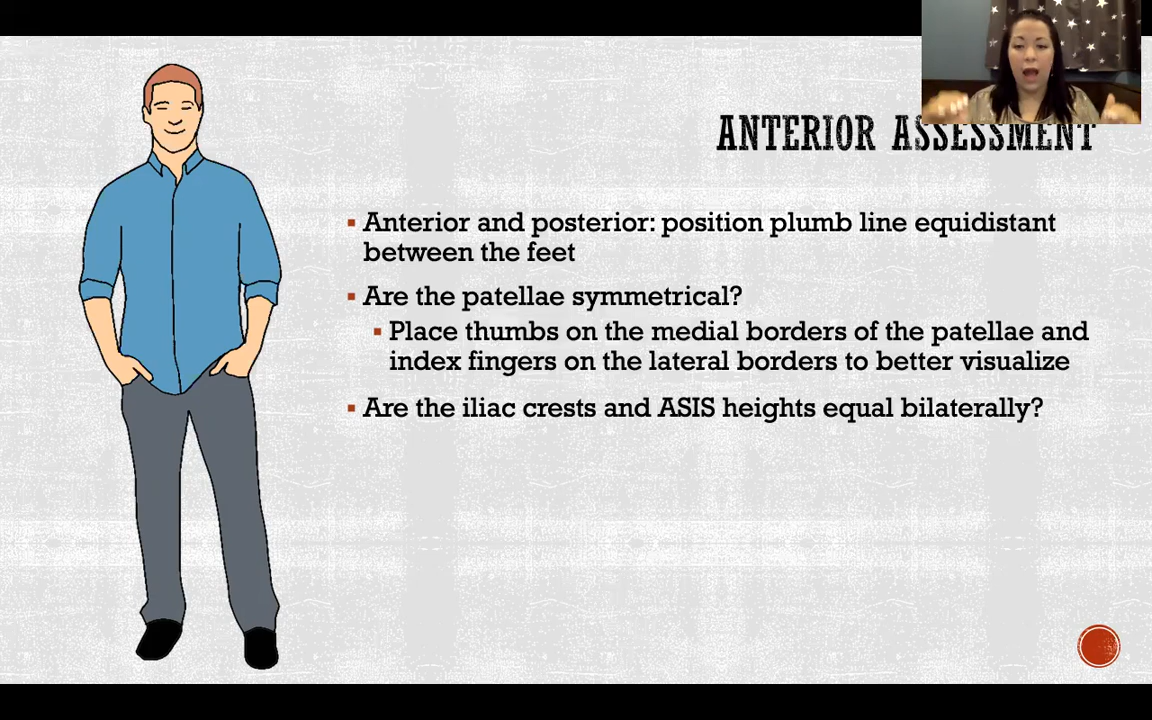 ANTERIOR ASSESSMENT
Anterior and posterior: position plumb line equidistant
between the feet
Are the patellae symmetrical?
Place thumbs on the medial borders of the patellae and
index fingers on the lateral borders to better visualize
Are the iliac crests and ASIS heights equal bilaterally?